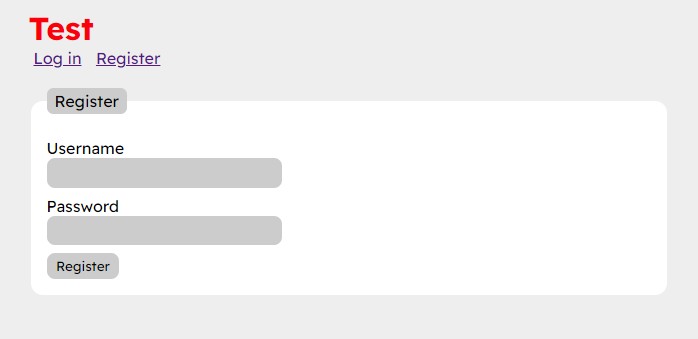 Test
Log in Register
Register
Username
Password
Register